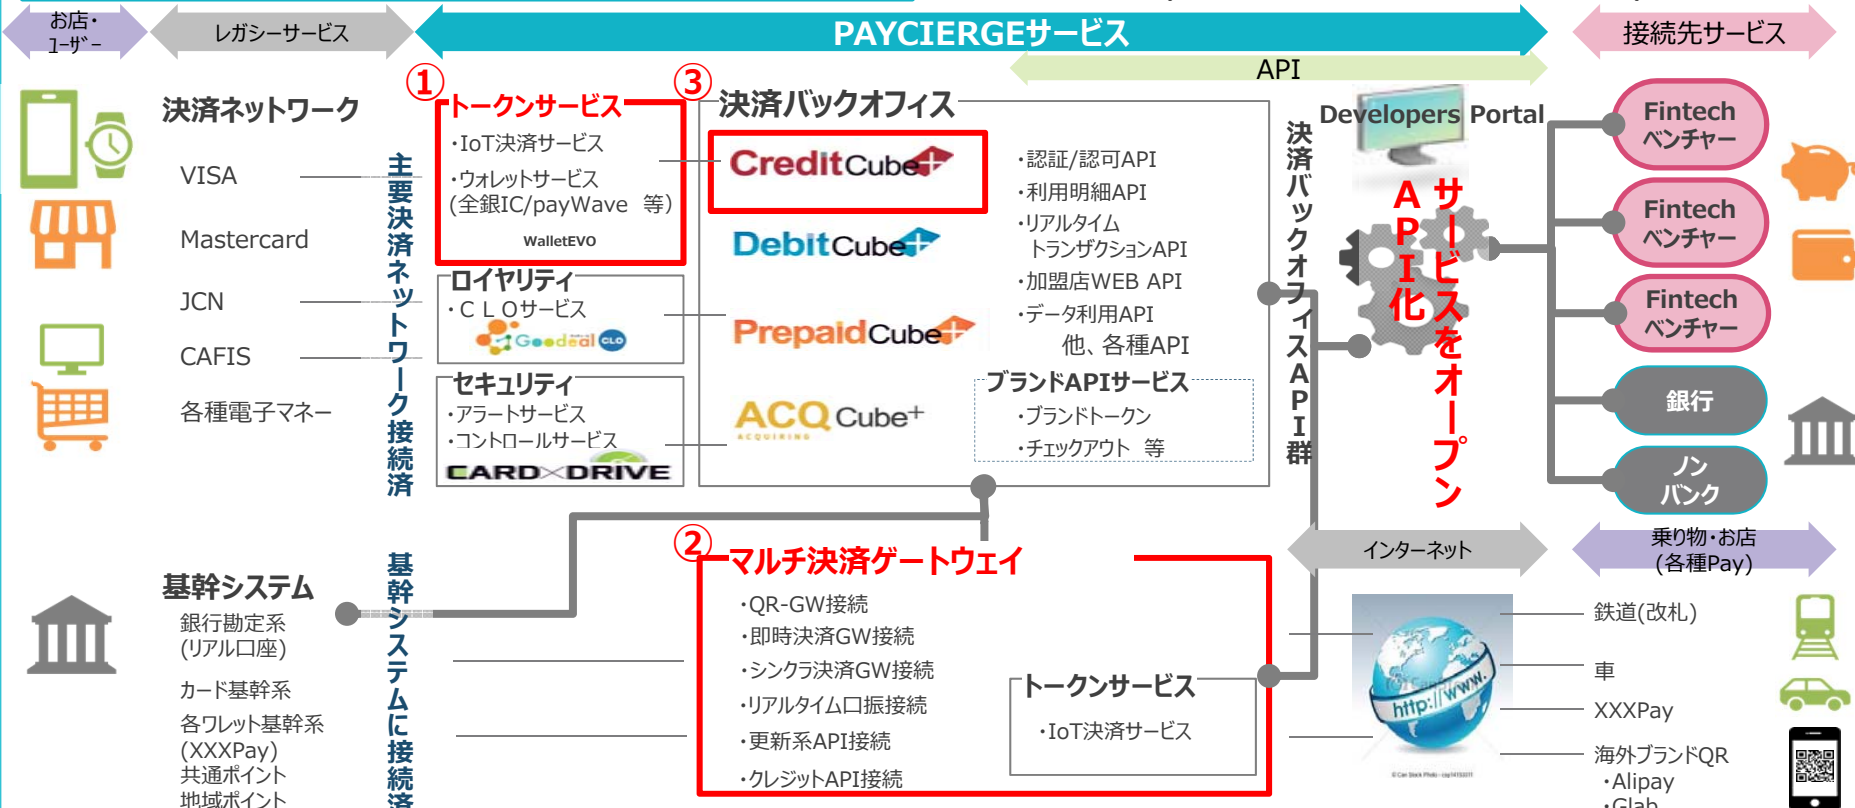 お店・
ユーザー
レガシーサービス
PAYCIERGEサービス
接続先サービス
API
決済ネットワーク
VISA
Mastercard
JCN
CAFIS
各種電子マネー
主要決済ネットワーク接続済
①
トークンサービス
・IoT決済サービス
・ウォレットサービス
(全銀IC/payWave 等)
WalletEVO
ロイヤリティ
・ＣＬＯサービス
Goodeal CLO
セキュリティ
・アラートサービス
・コントロールサービス
CARD×DRIVE
③
決済バックオフィス
CreditCube+
DebitCube+
PrepaidCube+
ACQ Cube+
ACQUIRING
・認証/認可API
・利用明細API
・リアルタイム
トランザクションAPI
・加盟店WEB API
・データ利用API
他、各種API
ブランドAPIサービス
・ブランドトークン
・チェックアウト 等
決済バックオフィスAPI群
Developers Portal
サービスをオープン
API化
Fintech
ベンチャー
Fintech
ベンチャー
Fintech
ベンチャー
銀行
ノン
バンク
基幹システム
銀行勘定系
(リアル口座)
カード基幹系
各ワレット基幹系
(XXXPay)
共通ポイント
地域ポイント
基幹システムに接続済
②
マルチ決済ゲートウェイ
・QR-GW接続
・即時決済GW接続
・シンクラ決済GW接続
・リアルタイム口振接続
・更新系API接続
・クレジットAPI接続
トークンサービス
・IoT決済サービス
インターネット
http://www.
© Can Stock Photo - csp14153011
乗り物・お店
(各種Pay)
鉄道(改札)
車
XXXPay
海外ブランドQR
・Alipay
・Glab